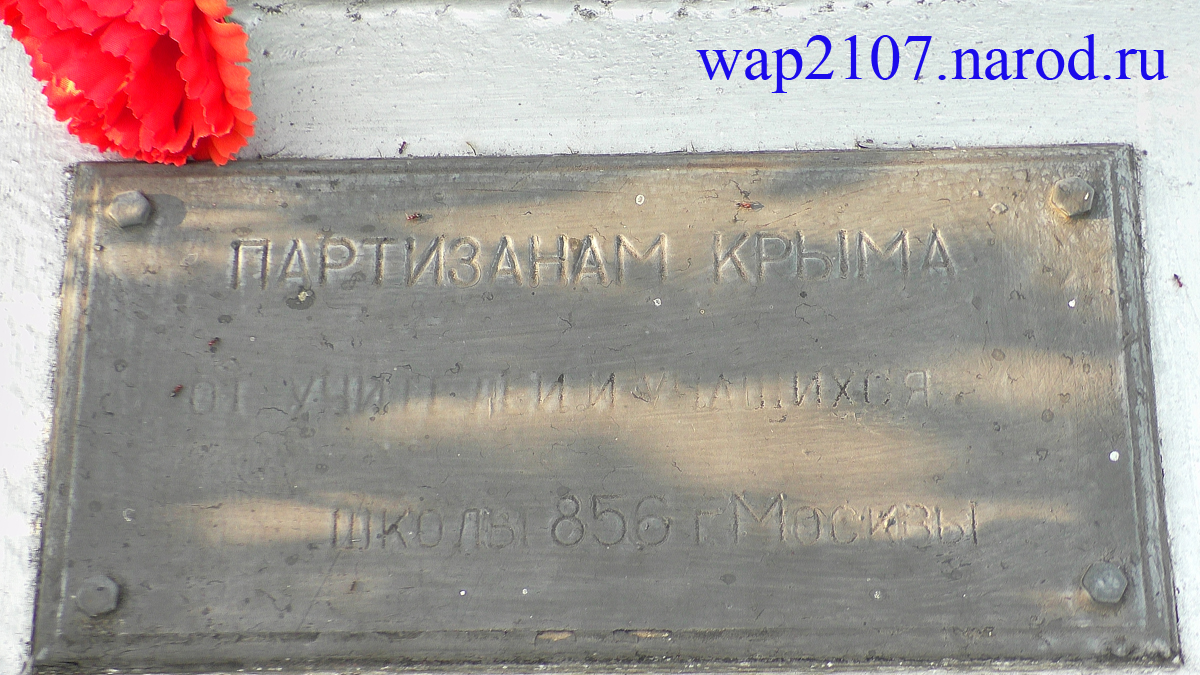 wap2107.narod.ru
ПАРТИЗАНАМ КРЫМА
ОТ УЧИТЕЛЕЙ И УЧАЩИХСЯ
ШКОЛЫ 856 г. МОСКВЫ